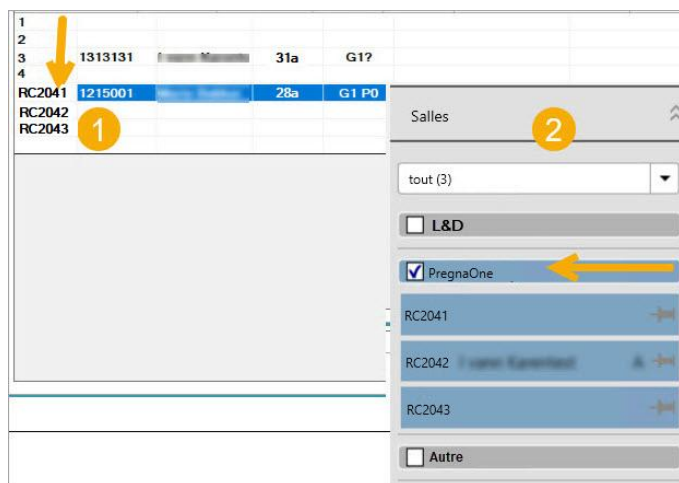 1
2
3 1313131 31a G1?
4
RC2041 1215001 28a G1 P0
RC2042
RC2043
1
Salles
2
tout (3)
L&D
PregnaOne
RC2041
RC2042 A
RC2043
Autre